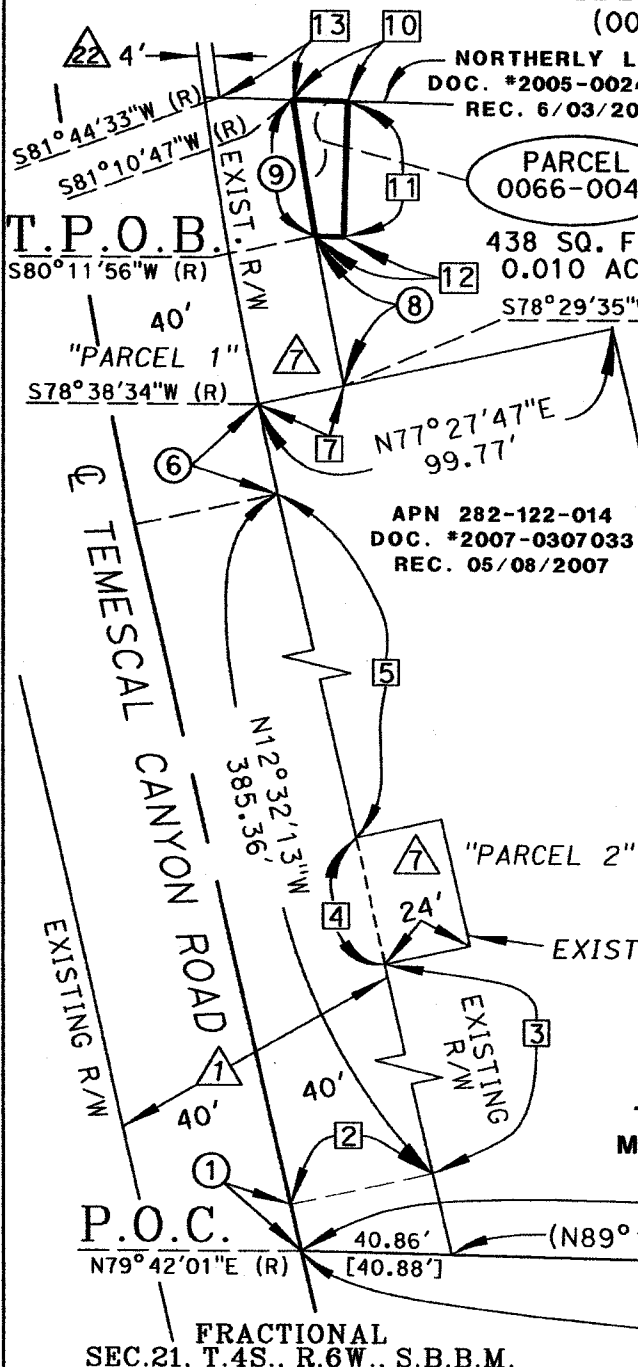 (00
13
10
22 4'
NORTHERLY L
DOC. #2005-0024
REC. 6/03/20
S81°44'33"W (R)
S81°10'47"W (R)
EXIST. R/W
9
11
PARCEL
0066-004
T.P.O.B.
S80°11'56"W (R)
12
438 SQ. F
0.010 AC
8
40'
S78°29'35"W
"PARCEL 1"
7
S78°38'34"W (R)
7
N77°27'47"E
99.77'
6
APN 282-122-014
DOC. #2007-0307033
REC. 05/08/2007
℄ TEMESCAL CANYON ROAD
5
N12°32'13"W
385.36'
7
"PARCEL 2"
4
24'
EXIST
EXISTING R/W
EXISTING
R/W
3
1
40'
40'
2
M
1
P.O.C.
N79°42'01"E (R)
40.86'
[40.88']
(N89°
FRACTIONAL
SEC.21, T.4S., R.6W., S.B.B.M.